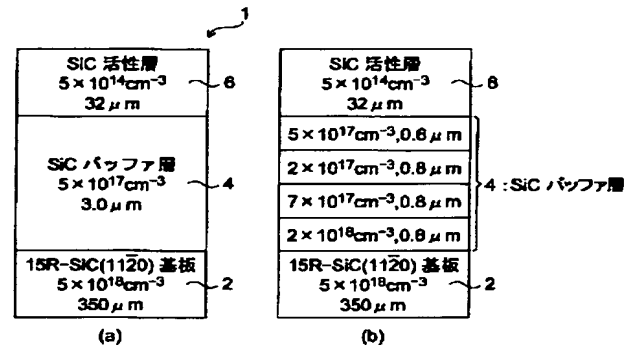 1
SiC 活性層
5×10¹⁴cm⁻³
32μm
6
SiC バッファ層
5×10¹⁷cm⁻³
3.0μm
4
15R-SiC(112̄0) 基板
5×10¹⁸cm⁻³
350μm
2
(a)
SiC 活性層
5×10¹⁴cm⁻³
32μm
6
5×10¹⁷cm⁻³,0.8μm
2×10¹⁷cm⁻³,0.8μm
7×10¹⁷cm⁻³,0.8μm
2×10¹⁸cm⁻³,0.8μm
4 : SiC バッファ層
15R-SiC(112̄0) 基板
5×10¹⁸cm⁻³
350μm
2
(b)